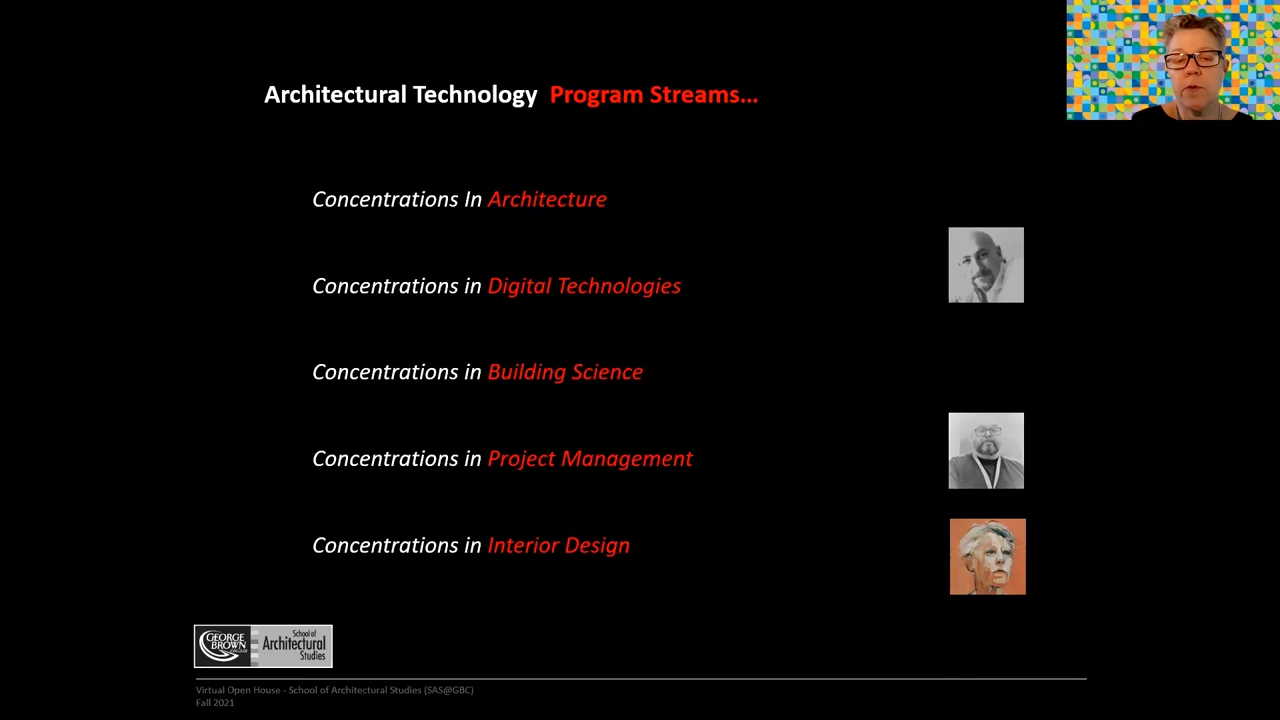 Architectural Technology Program Streams...
Concentrations In Architecture
Concentrations in Digital Technologies
Concentrations in Building Science
Concentrations in Project Management
Concentrations in Interior Design
GEORGE
BROWN
COLLEGE
School of
Architectural
Studies
Virtual Open House - School of Architectural Studies (SAS@GBC)
Fall 2021